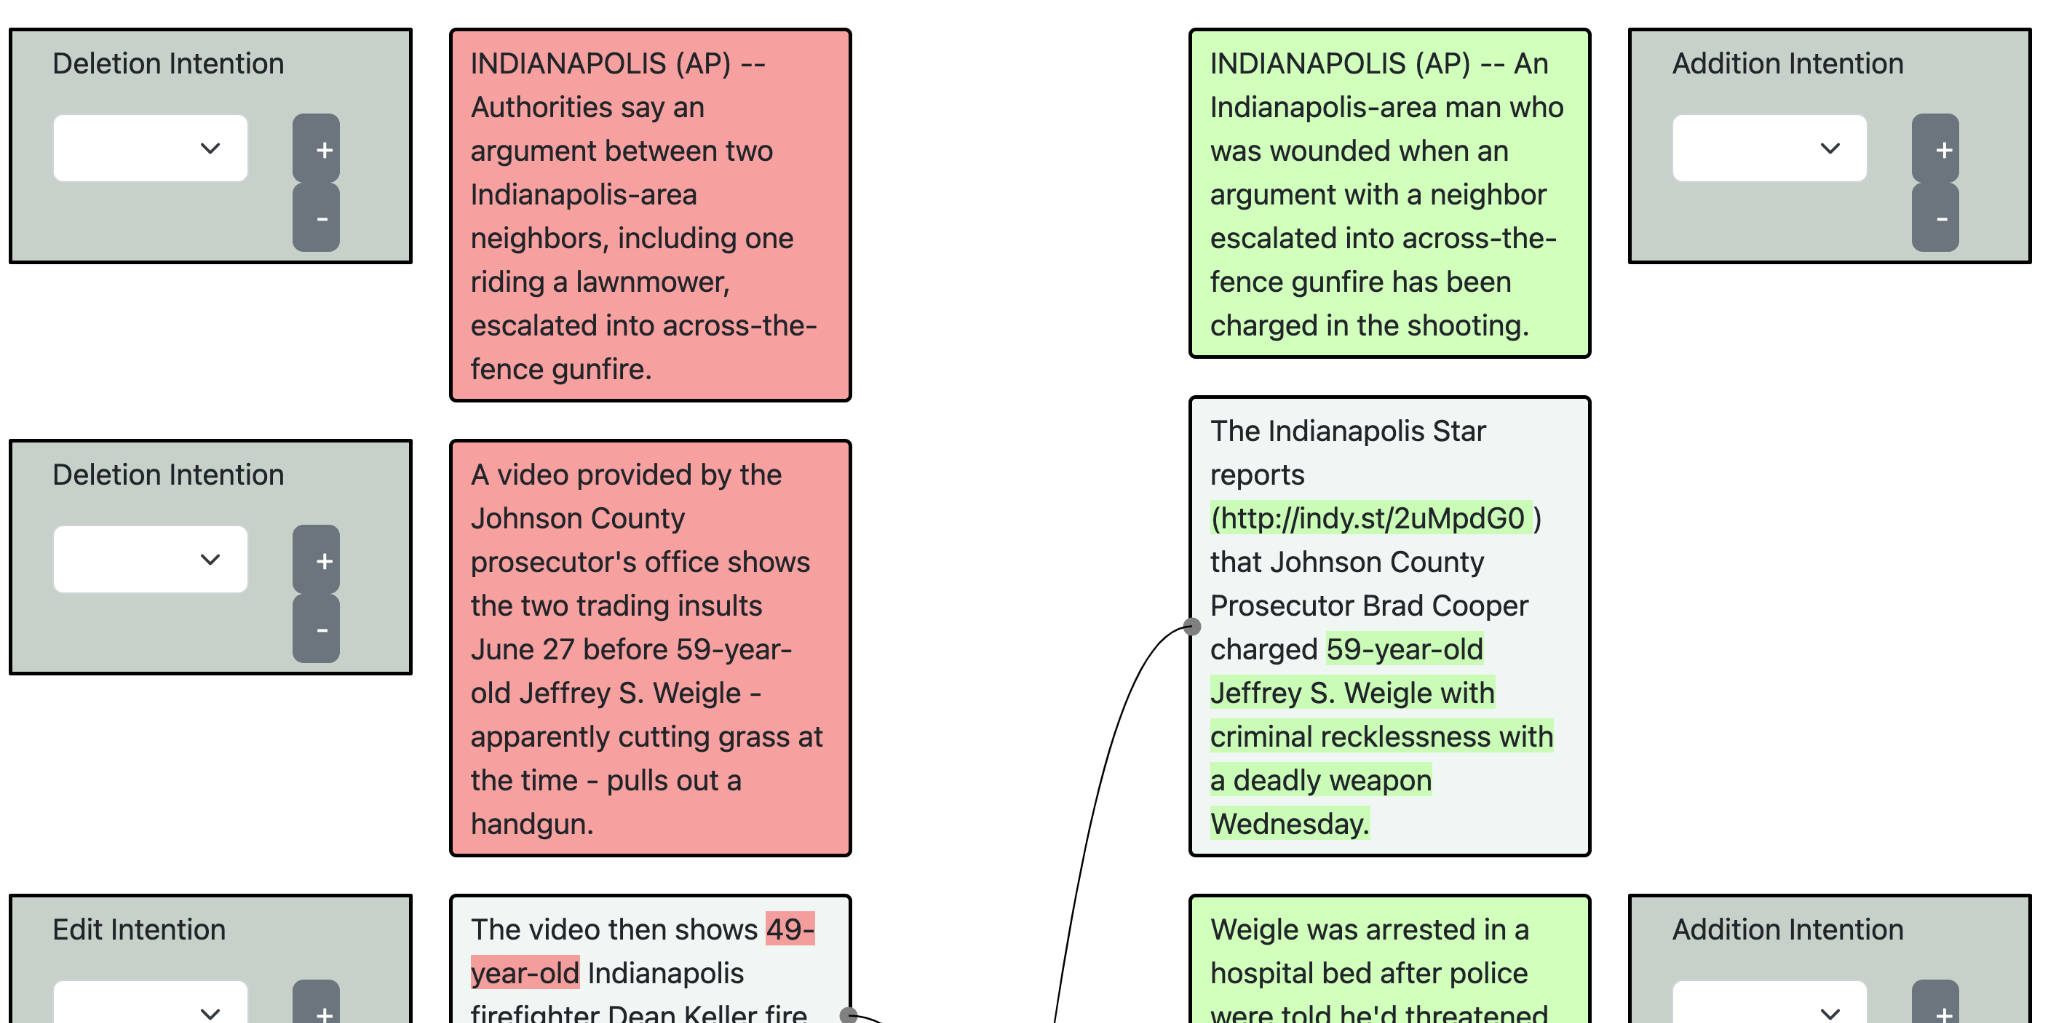 Deletion Intention
+
-
INDIANAPOLIS (AP) --
Authorities say an
argument between two
Indianapolis-area
neighbors, including one
riding a lawnmower,
escalated into across-the-
fence gunfire.
INDIANAPOLIS (AP) -- An
Indianapolis-area man who
was wounded when an
argument with a neighbor
escalated into across-the-
fence gunfire has been
charged in the shooting.
Addition Intention
+
-
Deletion Intention
+
-
A video provided by the
Johnson County
prosecutor's office shows
the two trading insults
June 27 before 59-year-
old Jeffrey S. Weigle -
apparently cutting grass at
the time - pulls out a
handgun.
The Indianapolis Star
reports
(http://indy.st/2uMpdG0 )
that Johnson County
Prosecutor Brad Cooper
charged 59-year-old
Jeffrey S. Weigle with
criminal recklessness with
a deadly weapon
Wednesday.
Edit Intention
+
The video then shows 49-
year-old Indianapolis
firefighter Dean Keller fire
Weigle was arrested in a
hospital bed after police
were told he'd threatened
Addition Intention
+